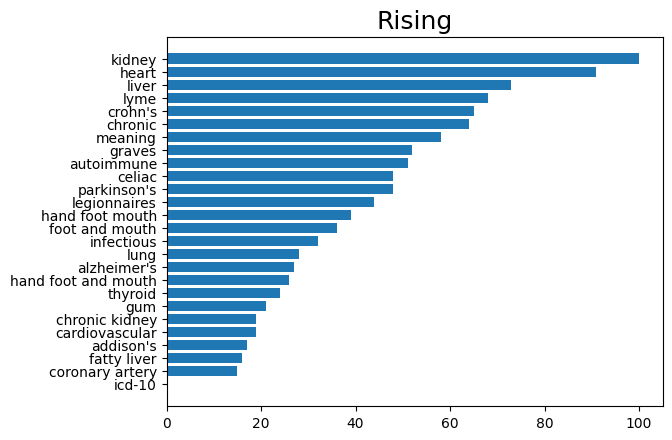 Rising
kidney
heart
liver
lyme
crohn's
chronic
meaning
graves
autoimmune
celiac
parkinson's
legionnaires
hand foot mouth
foot and mouth
infectious
lung
alzheimer's
hand foot and mouth
thyroid
gum
chronic kidney
cardiovascular
addison's
fatty liver
coronary artery
icd-10
0 20 40 60 80 100